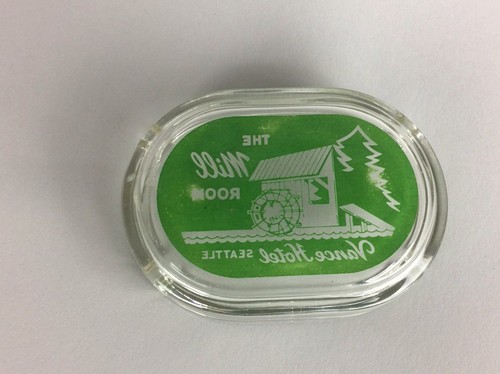 THE
Mill
ROOM
Vance Hotel SEATTLE